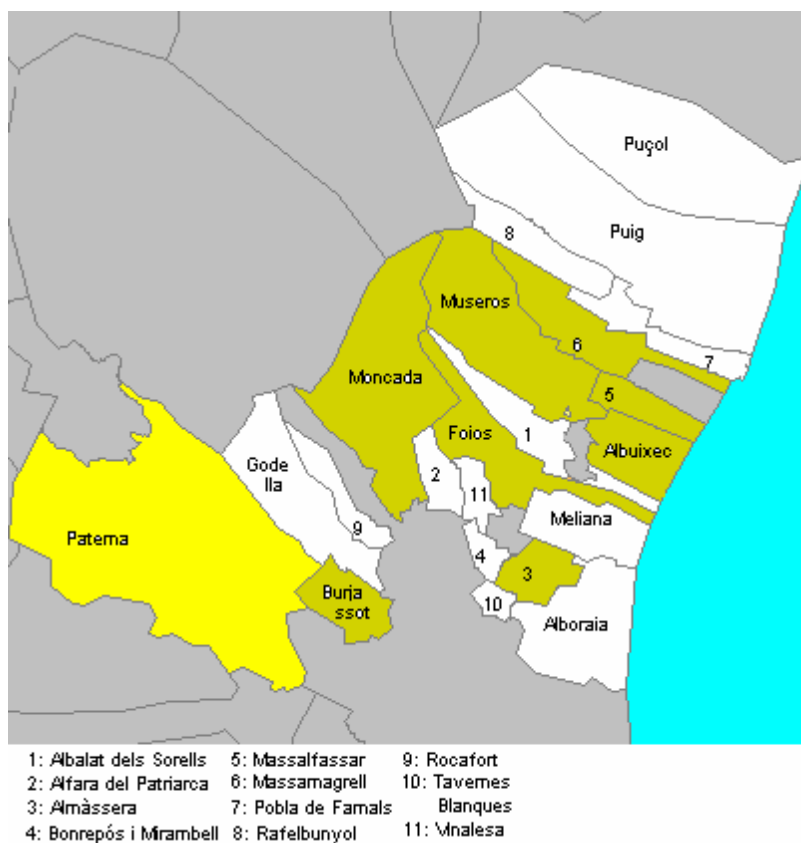 Puçol
Puig
8
Museros
6
7
Moncada
5
Foios
1
Albuixec
Gode
lla
2
11
9
Meliana
Paterna
4
3
Burja
ssot
10
Alboraia
1: Albalat dels Sorells
2: Alfara del Patriarca
3: Almàssera
4: Bonrepós i Mirambell
5: Massalfassar
6: Massamagrell
7: Pobla de Farnals
8: Rafelbunyol
9: Rocafort
10: Tavernes
Blanques
11: Vinalesa